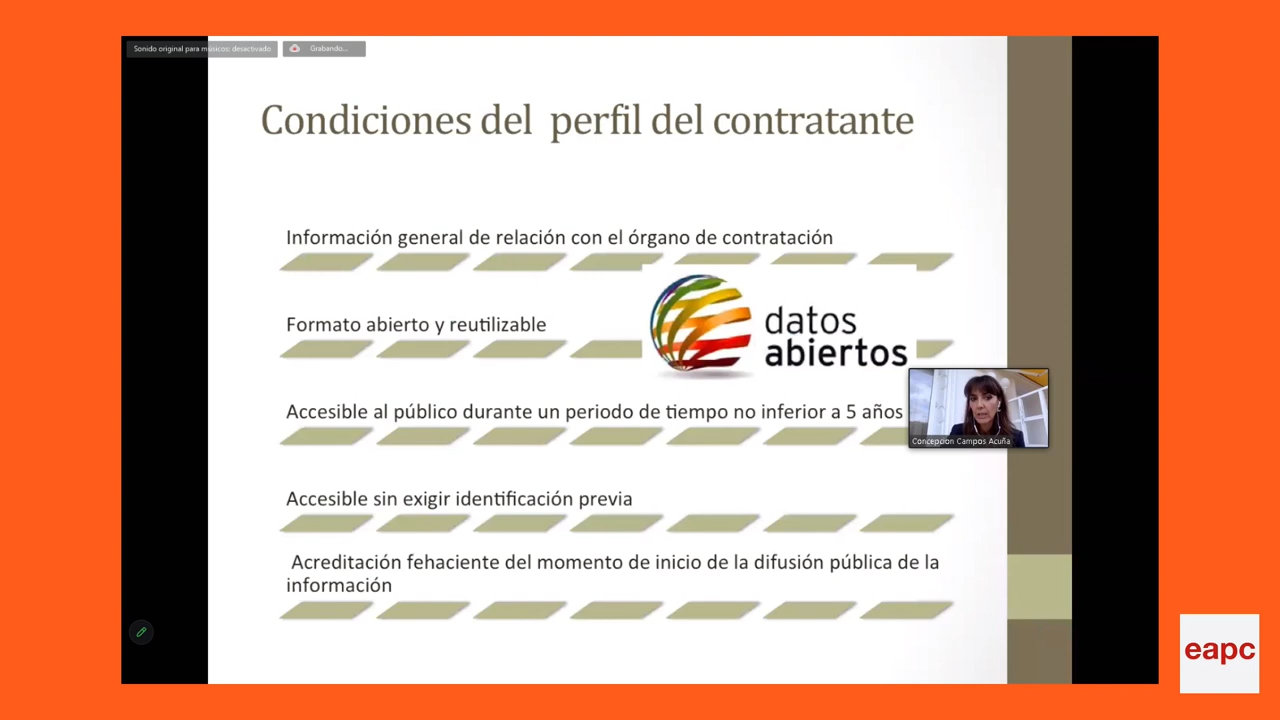 Sonido original para músicos: desactivado
Grabando...
Condiciones del perfil del contratante
Información general de relación con el órgano de contratación
Formato abierto y reutilizable
datos
abiertos
Accesible al público durante un periodo de tiempo no inferior a 5 años
Concepcion Campos Acuña
Accesible sin exigir identificación previa
Acreditación fehaciente del momento de inicio de la difusión pública de la
información
eapc